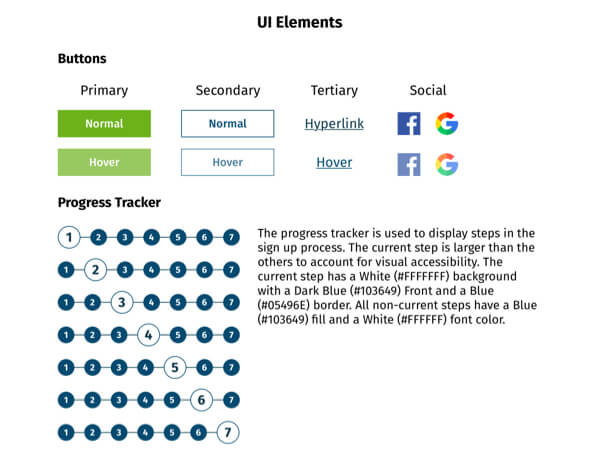 UI Elements
Buttons
Primary Secondary Tertiary Social
Normal Normal Hyperlink f G
Hover Hover Hover f G
Progress Tracker
1 2 3 4 5 6 7
1 2 3 4 5 6 7
1 2 3 4 5 6 7
1 2 3 4 5 6 7
1 2 3 4 5 6 7
1 2 3 4 5 6 7
1 2 3 4 5 6 7
The progress tracker is used to display steps in the
sign up process. The current step is larger than the
others to account for visual accessibility. The
current step has a White (#FFFFFFF) background
with a Dark Blue (#103649) Front and a Blue
(#05496E) border. All non-current steps have a Blue
(#103649) fill and a White (#FFFFFF) font color.